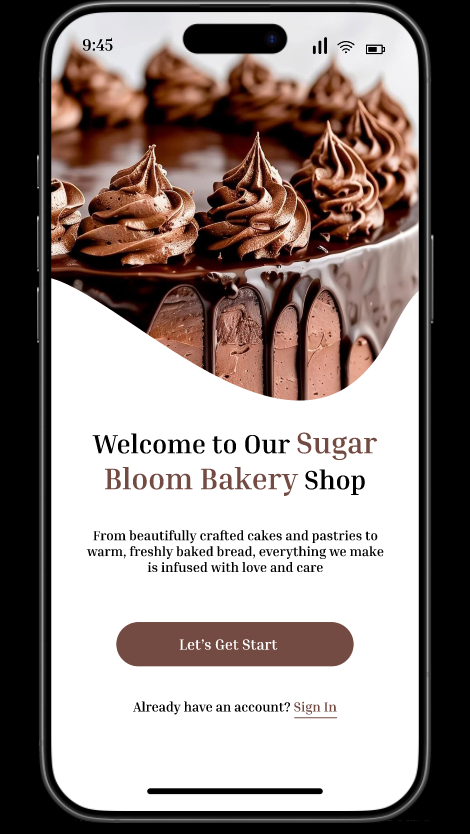 9:45
Welcome to Our Sugar
Bloom Bakery Shop
From beautifully crafted cakes and pastries to
warm, freshly baked bread, everything we make
is infused with love and care
Let’s Get Start
Already have an account? Sign In